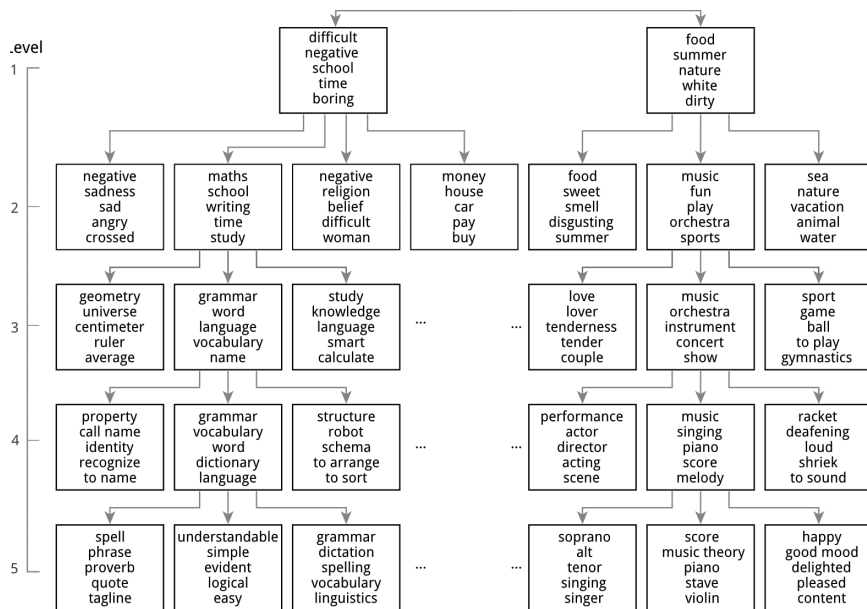 Level
1
difficult
negative
school
time
boring
food
summer
nature
white
dirty
2
negative
sadness
sad
angry
crossed
maths
school
writing
time
study
negative
religion
belief
difficult
woman
money
house
car
pay
buy
food
sweet
smell
disgusting
summer
music
fun
play
orchestra
sports
sea
nature
vacation
animal
water
3
geometry
universe
centimeter
ruler
average
grammar
word
language
vocabulary
name
study
knowledge
language
smart
calculate
...
...
love
lover
tenderness
tender
couple
music
orchestra
instrument
concert
show
sport
game
ball
to play
gymnastics
4
property
call name
identity
recognize
to name
grammar
vocabulary
word
dictionary
language
structure
robot
schema
to arrange
to sort
...
...
performance
actor
director
acting
scene
music
singing
piano
score
melody
racket
deafening
loud
shriek
to sound
5
spell
phrase
proverb
quote
tagline
understandable
simple
evident
logical
easy
grammar
dictation
spelling
vocabulary
linguistics
...
...
soprano
alt
tenor
singing
singer
score
music theory
piano
stave
violin
happy
good mood
delighted
pleased
content